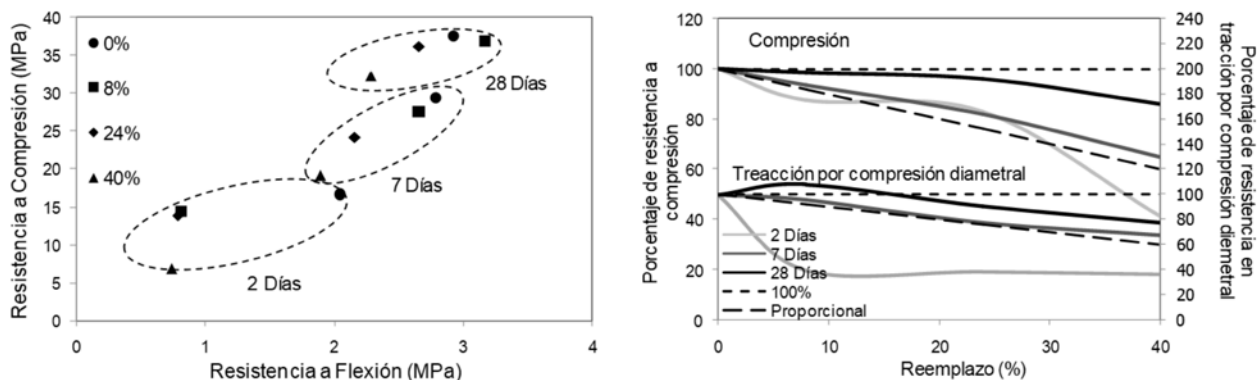 Resistencia a Compresión (MPa)
40
35
30
25
20
15
10
5
0
0%
8%
24%
40%
28 Días
7 Días
2 Días
0
1
2
3
4
Resistencia a Flexión (MPa)
Porcentaje de resistencia a
compresión
120
100
80
60
40
20
0
Compresión
Treacción por compresión diametral
2 Días
7 Días
28 Días
100%
Proporcional
0
10
20
30
40
Reemplazo (%)
240
220
200
180
160
140
120
100
80
60
40
20
0
Porcentaje de resistencia en
tracción por compresión diemetral